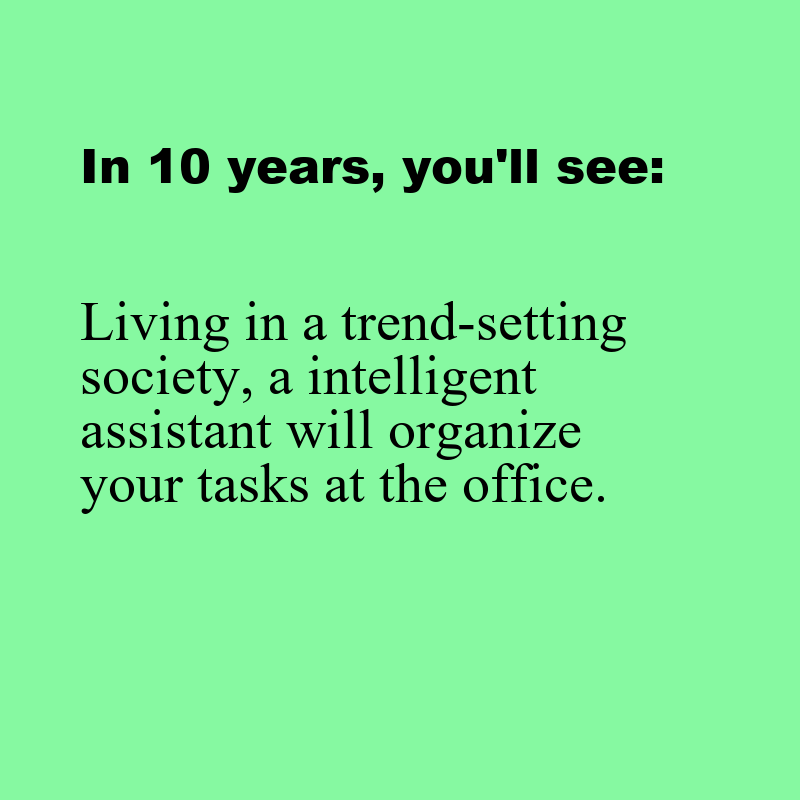 In 10 years, you'll see:
Living in a trend-setting
society, a intelligent
assistant will organize
your tasks at the office.